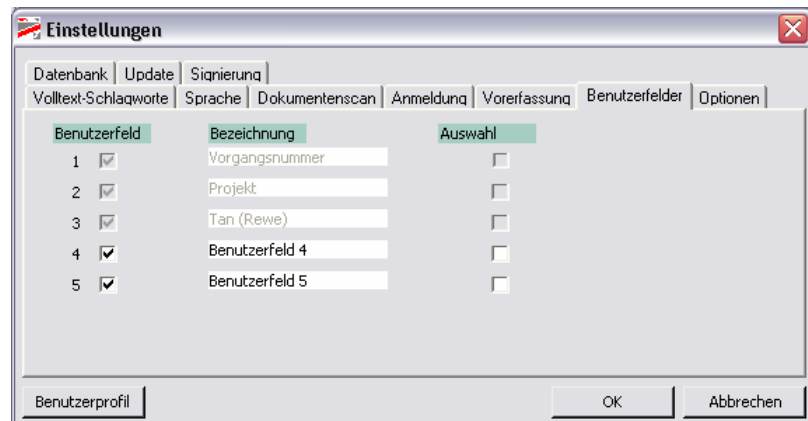 Einstellungen
Datenbank Update Signierung
Volltext-Schlagworte Sprache Dokumentenscan Anmeldung Vorerfassung Benutzerfelder Optionen
Benutzerfeld Bezeichnung Auswahl
1 Vorgangsnummer
2 Projekt
3 Tan (Rewe)
4 Benutzerfeld 4
5 Benutzerfeld 5
Benutzerprofil OK Abbrechen